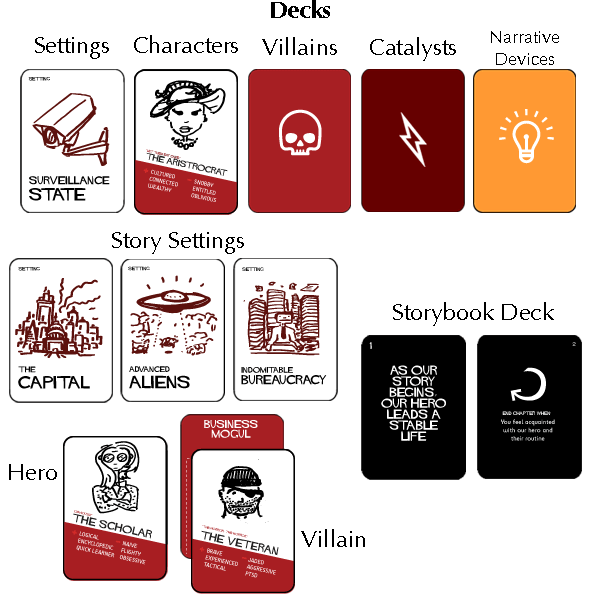 Decks
Settings
Characters
Villains
Catalysts
Narrative
Devices
SETTING
SURVEILLANCE
STATE
THE ARISTROCRAT
CULTURED
CONNECTED
WEALTHY
SNOBBY
ENTITLED
OBLIVIOUS
Story Settings
SETTING
THE
CAPITAL
SETTING
ADVANCED
ALIENS
SETTING
INDOMITABLE
BUREAUCRACY
Storybook Deck
1
AS OUR
STORY
BEGINS,
OUR HERO
LEADS A
STABLE
LIFE
2
END CHAPTER WHEN
You feel acquainted
with our hero and
their routine
Hero
THE SCHOLAR
LOGICAL
ENCYCLOPEDIC
QUICK LEARNER
NAIVE
FLIGHTY
OBSESSIVE
BUSINESS
MOGUL
THE VETERAN
BRAVE
EXPERIENCED
TACTICAL
JADED
AGGRESSIVE
PTSD
Villain